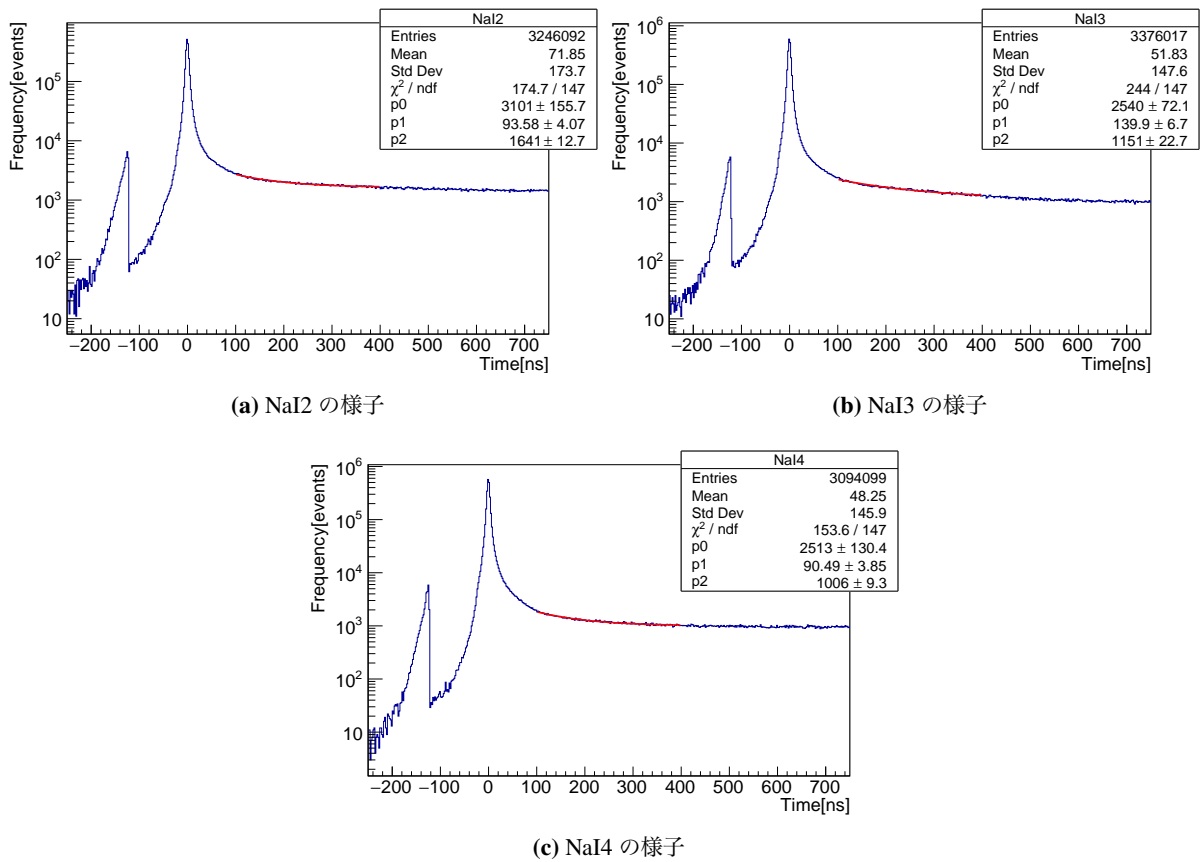 NaI2
Entries 3246092
Mean 71.85
Std Dev 173.7
χ² / ndf 174.7 / 147
p0 3101 ± 155.7
p1 93.58 ± 4.07
p2 1641 ± 12.7
Frequency[events]
10⁵
10⁴
10³
10²
10
−200 −100 0 100 200 300 400 500 600 700
Time[ns]
(a) NaI2 の様子
NaI3
Entries 3376017
Mean 51.83
Std Dev 147.6
χ² / ndf 244 / 147
p0 2540 ± 72.1
p1 139.9 ± 6.7
p2 1151 ± 22.7
Frequency[events]
10⁶
10⁵
10⁴
10³
10²
10
−200 −100 0 100 200 300 400 500 600 700
Time[ns]
(b) NaI3 の様子
NaI4
Entries 3094099
Mean 48.25
Std Dev 145.9
χ² / ndf 153.6 / 147
p0 2513 ± 130.4
p1 90.49 ± 3.85
p2 1006 ± 9.3
Frequency[events]
10⁶
10⁵
10⁴
10³
10²
10
−200 −100 0 100 200 300 400 500 600 700
Time[ns]
(c) NaI4 の様子